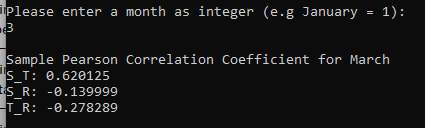 Please enter a month as integer (e.g January = 1):
3
Sample Pearson Correlation Coefficient for March
S_T: 0.620125
S_R: -0.139999
T_R: -0.278289